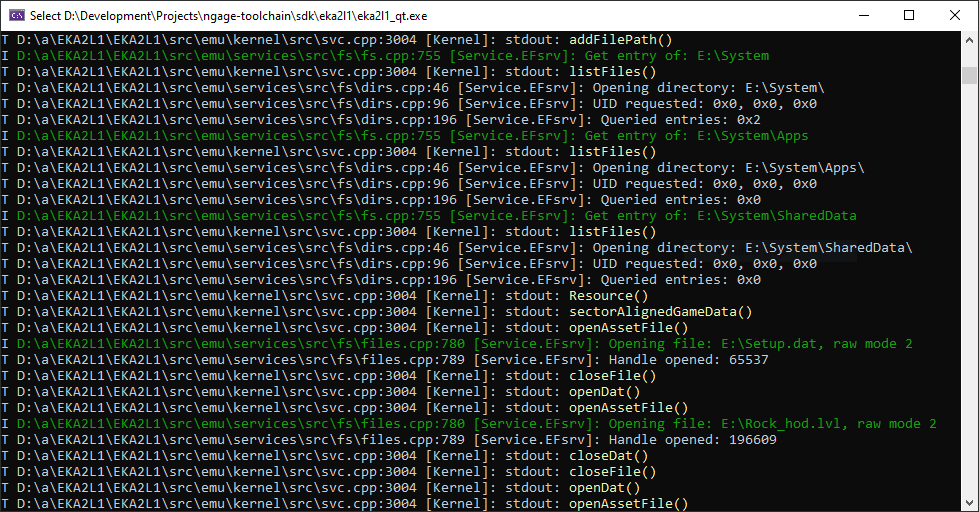 Select D:\Development\Projects\ngage-toolchain\sdk\eka2l1\eka2l1_qt.exe
T D:\a\EKA2L1\EKA2L1\src\emu\kernel\src\svc.cpp:3004 [Kernel]: stdout: addFilePath()
I D:\a\EKA2L1\EKA2L1\src\emu\services\src\fs\fs.cpp:755 [Service.EFsrv]: Get entry of: E:\System
T D:\a\EKA2L1\EKA2L1\src\emu\kernel\src\svc.cpp:3004 [Kernel]: stdout: listFiles()
T D:\a\EKA2L1\EKA2L1\src\emu\services\src\fs\dirs.cpp:46 [Service.EFsrv]: Opening directory: E:\System\
T D:\a\EKA2L1\EKA2L1\src\emu\services\src\fs\dirs.cpp:96 [Service.EFsrv]: UID requested: 0x0, 0x0, 0x0
T D:\a\EKA2L1\EKA2L1\src\emu\services\src\fs\dirs.cpp:196 [Service.EFsrv]: Queried entries: 0x2
I D:\a\EKA2L1\EKA2L1\src\emu\services\src\fs\fs.cpp:755 [Service.EFsrv]: Get entry of: E:\System\Apps
T D:\a\EKA2L1\EKA2L1\src\emu\kernel\src\svc.cpp:3004 [Kernel]: stdout: listFiles()
T D:\a\EKA2L1\EKA2L1\src\emu\services\src\fs\dirs.cpp:46 [Service.EFsrv]: Opening directory: E:\System\Apps\
T D:\a\EKA2L1\EKA2L1\src\emu\services\src\fs\dirs.cpp:96 [Service.EFsrv]: UID requested: 0x0, 0x0, 0x0
T D:\a\EKA2L1\EKA2L1\src\emu\services\src\fs\dirs.cpp:196 [Service.EFsrv]: Queried entries: 0x0
I D:\a\EKA2L1\EKA2L1\src\emu\services\src\fs\fs.cpp:755 [Service.EFsrv]: Get entry of: E:\System\SharedData
T D:\a\EKA2L1\EKA2L1\src\emu\kernel\src\svc.cpp:3004 [Kernel]: stdout: listFiles()
T D:\a\EKA2L1\EKA2L1\src\emu\services\src\fs\dirs.cpp:46 [Service.EFsrv]: Opening directory: E:\System\SharedData\
T D:\a\EKA2L1\EKA2L1\src\emu\services\src\fs\dirs.cpp:96 [Service.EFsrv]: UID requested: 0x0, 0x0, 0x0
T D:\a\EKA2L1\EKA2L1\src\emu\services\src\fs\dirs.cpp:196 [Service.EFsrv]: Queried entries: 0x0
T D:\a\EKA2L1\EKA2L1\src\emu\kernel\src\svc.cpp:3004 [Kernel]: stdout: Resource()
T D:\a\EKA2L1\EKA2L1\src\emu\kernel\src\svc.cpp:3004 [Kernel]: stdout: sectorAlignedGameData()
T D:\a\EKA2L1\EKA2L1\src\emu\kernel\src\svc.cpp:3004 [Kernel]: stdout: openAssetFile()
I D:\a\EKA2L1\EKA2L1\src\emu\services\src\fs\files.cpp:780 [Service.EFsrv]: Opening file: E:\Setup.dat, raw mode 2
T D:\a\EKA2L1\EKA2L1\src\emu\services\src\fs\files.cpp:789 [Service.EFsrv]: Handle opened: 65537
T D:\a\EKA2L1\EKA2L1\src\emu\kernel\src\svc.cpp:3004 [Kernel]: stdout: closeFile()
T D:\a\EKA2L1\EKA2L1\src\emu\kernel\src\svc.cpp:3004 [Kernel]: stdout: openDat()
T D:\a\EKA2L1\EKA2L1\src\emu\kernel\src\svc.cpp:3004 [Kernel]: stdout: openAssetFile()
I D:\a\EKA2L1\EKA2L1\src\emu\services\src\fs\files.cpp:780 [Service.EFsrv]: Opening file: E:\Rock_hod.lvl, raw mode 2
T D:\a\EKA2L1\EKA2L1\src\emu\services\src\fs\files.cpp:789 [Service.EFsrv]: Handle opened: 196609
T D:\a\EKA2L1\EKA2L1\src\emu\kernel\src\svc.cpp:3004 [Kernel]: stdout: closeDat()
T D:\a\EKA2L1\EKA2L1\src\emu\kernel\src\svc.cpp:3004 [Kernel]: stdout: closeFile()
T D:\a\EKA2L1\EKA2L1\src\emu\kernel\src\svc.cpp:3004 [Kernel]: stdout: openDat()
T D:\a\EKA2L1\EKA2L1\src\emu\kernel\src\svc.cpp:3004 [Kernel]: stdout: openAssetFile()